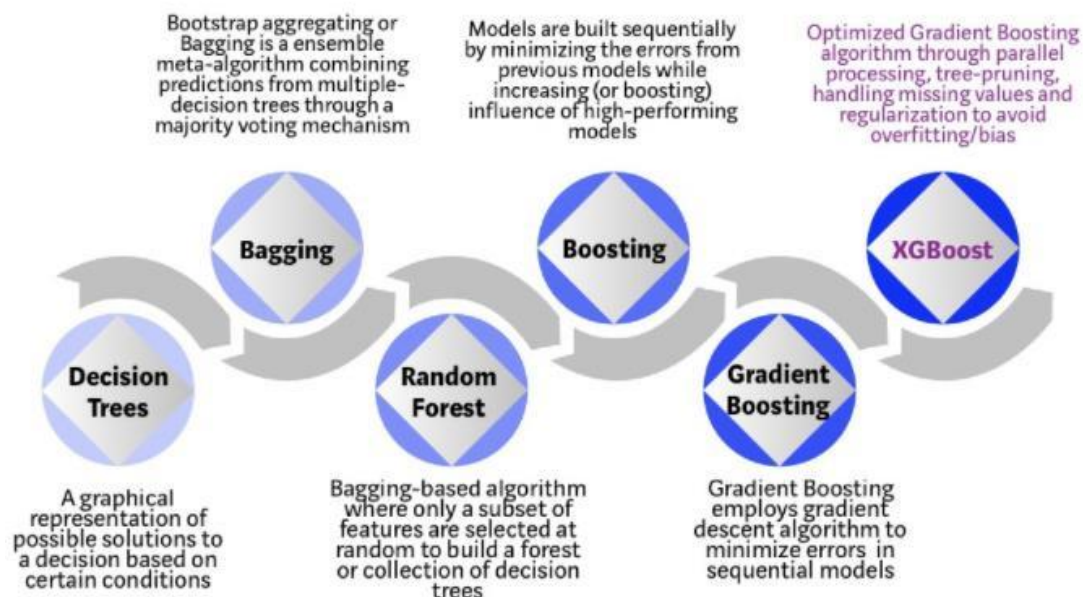 Bootstrap aggregating or
Bagging is a ensemble
meta-algorithm combining
predictions from multiple-
decision trees through a
majority voting mechanism
Models are built sequentially
by minimizing the errors from
previous models while
increasing (or boosting)
influence of high-performing
models
Optimized Gradient Boosting
algorithm through parallel
processing, tree-pruning,
handling missing values and
regularization to avoid
overfitting/bias
Bagging
Boosting
XGBoost
Decision
Trees
Random
Forest
Gradient
Boosting
A graphical
representation of
possible solutions to
a decision based on
certain conditions
Bagging-based algorithm
where only a subset of
features are selected at
random to build a forest
or collection of decision
trees
Gradient Boosting
employs gradient
descent algorithm to
minimize errors in
sequential models